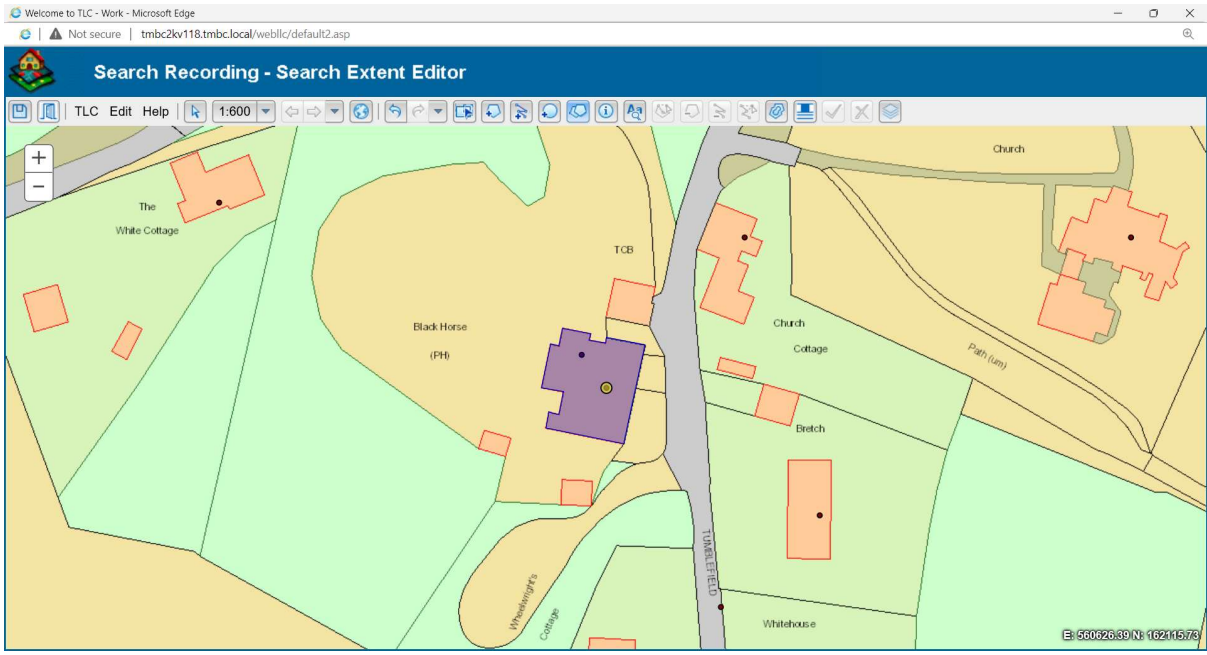 Welcome to TLC - Work - Microsoft Edge
Not secure | tmbc2kv118.tmbc.local/webllc/default2.asp
Search Recording - Search Extent Editor
TLC Edit Help 1:600
+
−
The
White Cottage
Church
TCB
Black Horse
(PH)
Church
Cottage
Path (um)
Bretch
TUMBLEFIELD
Wheelwright's
Cottage
Whitehouse
E: 560626.39 N: 162115.73